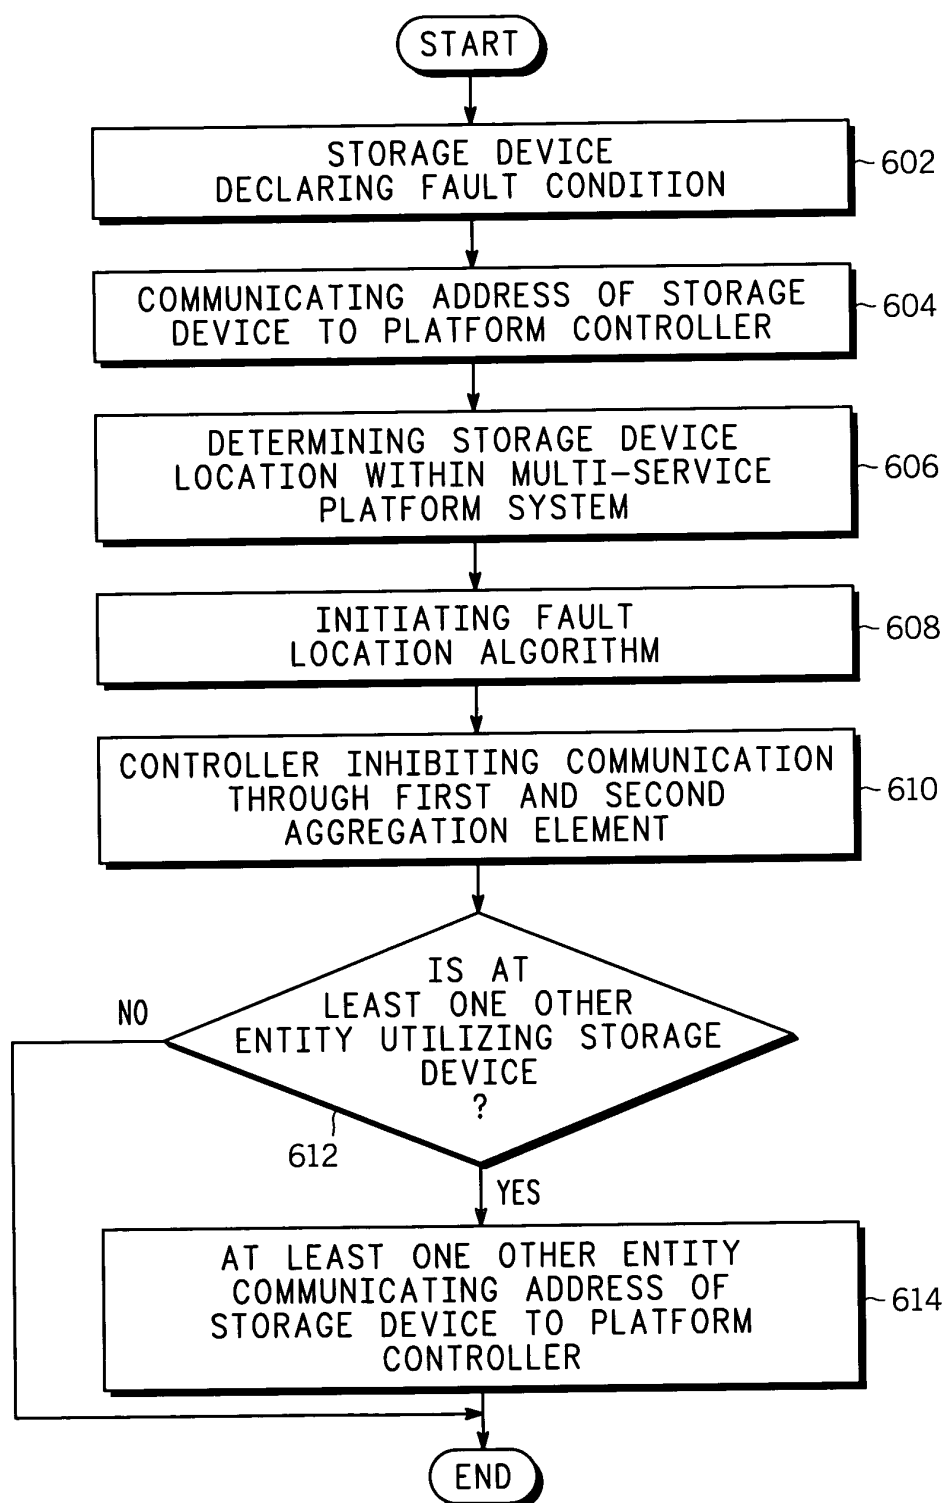 START
STORAGE DEVICE
DECLARING FAULT CONDITION
602
COMMUNICATING ADDRESS OF STORAGE
DEVICE TO PLATFORM CONTROLLER
604
DETERMINING STORAGE DEVICE
LOCATION WITHIN MULTI-SERVICE
PLATFORM SYSTEM
606
INITIATING FAULT
LOCATION ALGORITHM
608
CONTROLLER INHIBITING COMMUNICATION
THROUGH FIRST AND SECOND
AGGREGATION ELEMENT
610
IS AT
LEAST ONE OTHER
ENTITY UTILIZING STORAGE
DEVICE
?
NO
612
YES
AT LEAST ONE OTHER ENTITY
COMMUNICATING ADDRESS OF
STORAGE DEVICE TO PLATFORM
CONTROLLER
614
END